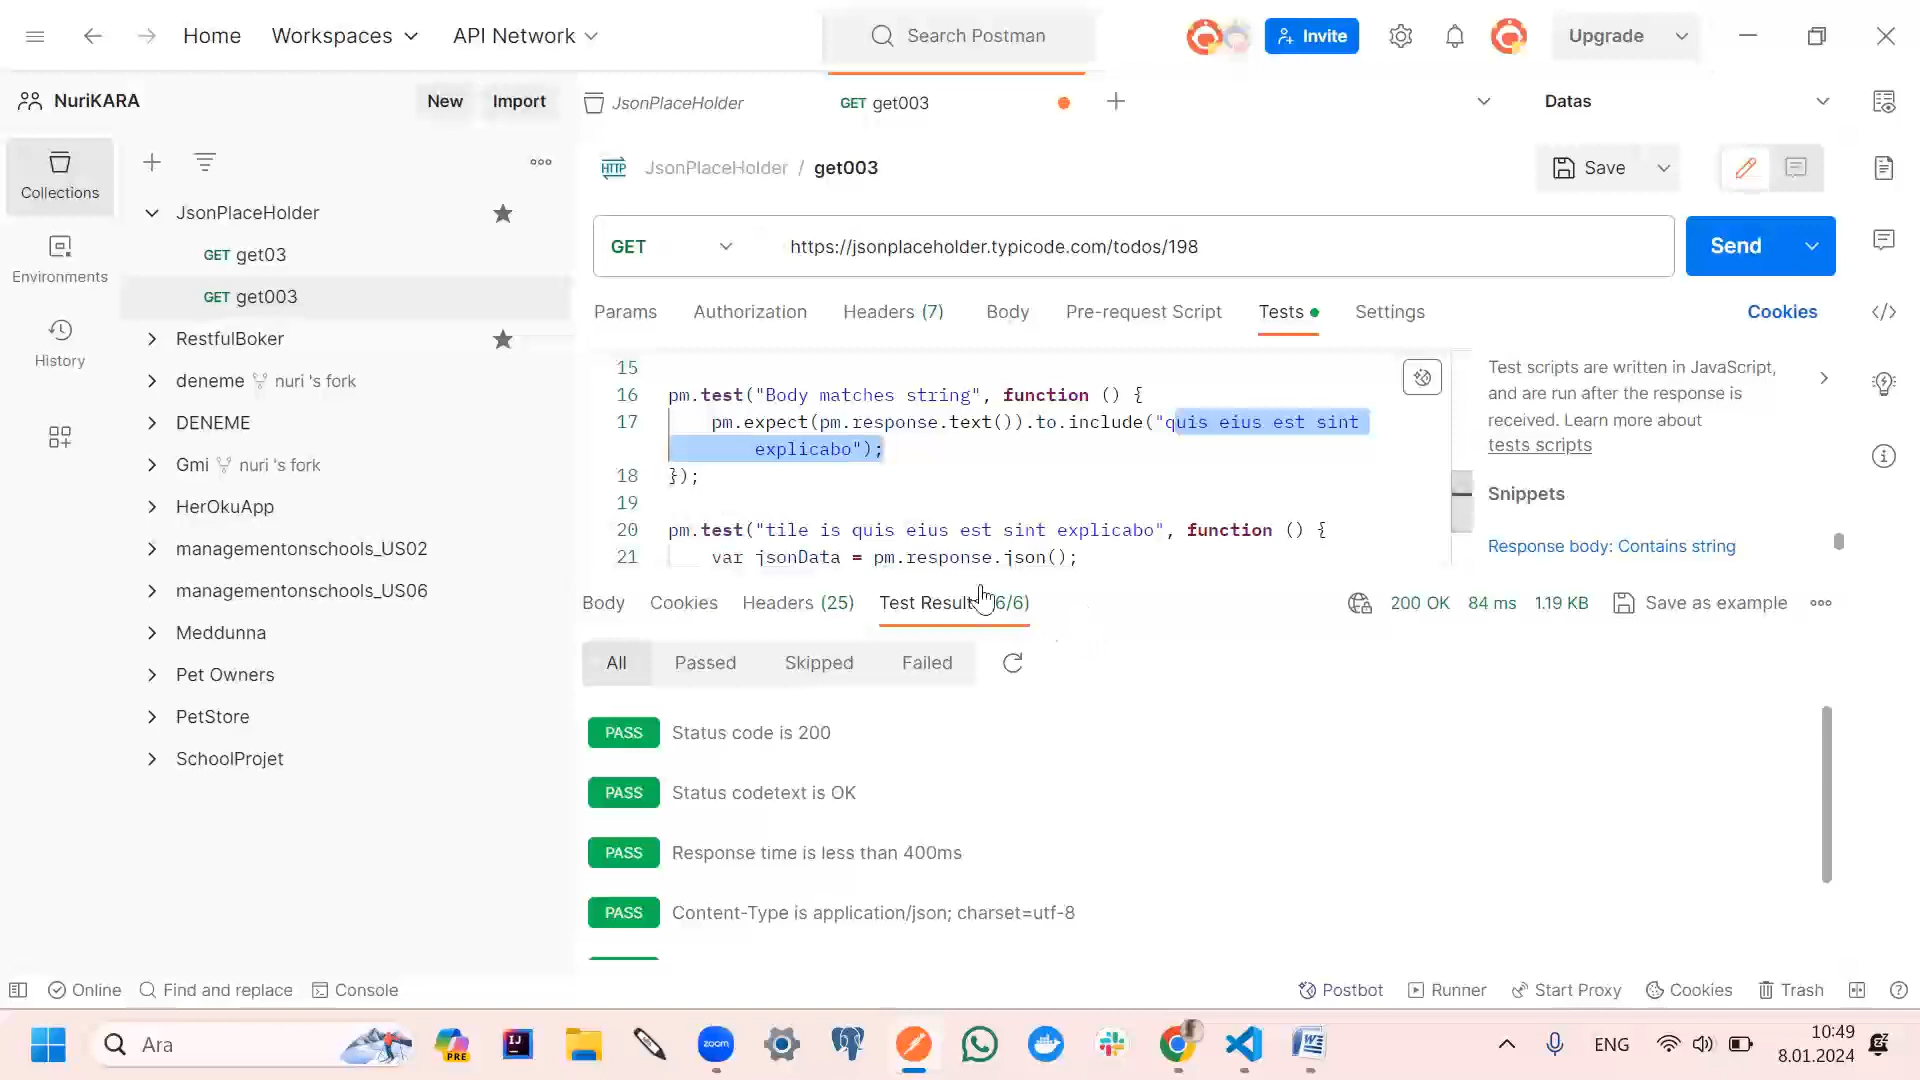 Home
Workspaces
API Network
Search Postman
Invite
Upgrade
NuriKARA
New
Import
JsonPlaceHolder
GET get003
Datas
Collections
Environments
History
JsonPlaceHolder
GET get03
GET get003
RestfulBoker
deneme nuri 's fork
DENEME
Gmi nuri 's fork
HerOkuApp
managementonschools_US02
managementonschools_US06
Meddunna
Pet Owners
PetStore
SchoolProjet
HTTP JsonPlaceHolder / get003
Save
GET
https://jsonplaceholder.typicode.com/todos/198
Send
Params
Authorization
Headers (7)
Body
Pre-request Script
Tests
Settings
Cookies
15
16 pm.test("Body matches string", function () {
17 pm.expect(pm.response.text()).to.include("quis eius est sint
explicabo");
18 });
19
20 pm.test("tile is quis eius est sint explicabo", function () {
21 var jsonData = pm.response.json();
Test scripts are written in JavaScript,
and are run after the response is
received. Learn more about
tests scripts
Snippets
Response body: Contains string
Body
Cookies
Headers (25)
Test Result 6/6)
200 OK
84 ms
1.19 KB
Save as example
All
Passed
Skipped
Failed
PASS Status code is 200
PASS Status codetext is OK
PASS Response time is less than 400ms
PASS Content-Type is application/json; charset=utf-8
Online
Find and replace
Console
Postbot
Runner
Start Proxy
Cookies
Trash
Ara
PRE
IJ
zoom
W
ENG
10:49
8.01.2024